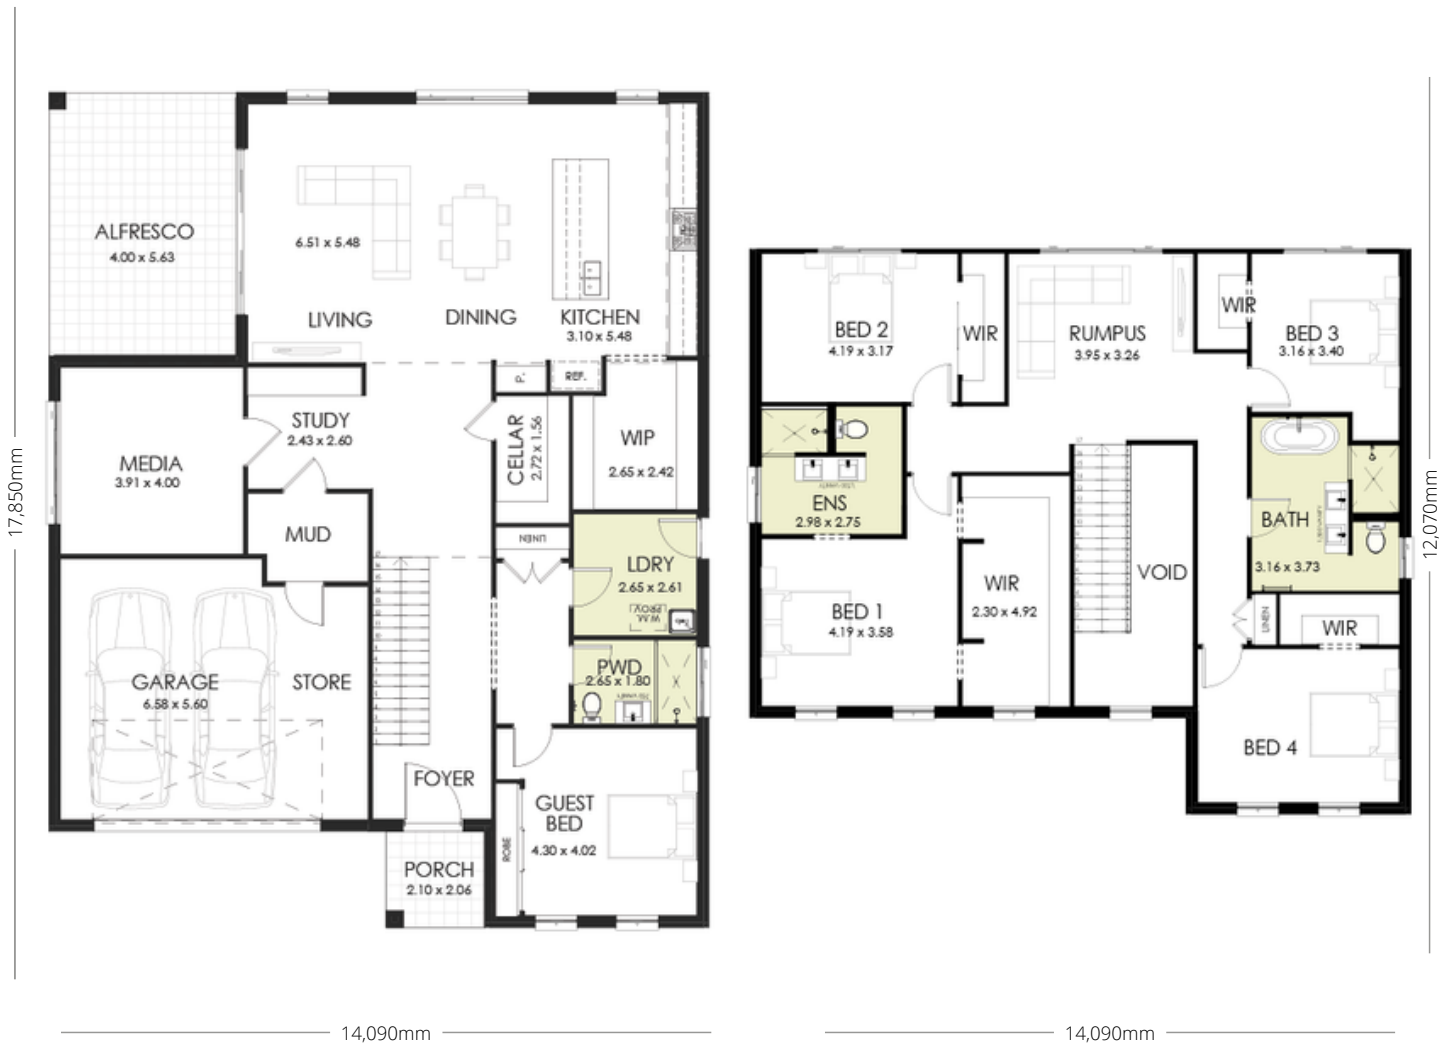 ALFRESCO
4.00 x 5.63
6.51 x 5.48
LIVING
DINING
KITCHEN
3.10 x 5.48
P.
REF.
STUDY
2.43 x 2.60
CELLAR
2.72 x 1.56
WIP
2.65 x 2.42
MEDIA
3.91 x 4.00
MUD
LINEN
LDRY
2.65 x 2.61
W.M.
PROV.
Tub
PWD
2.65 x 1.80
GARAGE
6.58 x 5.60
STORE
FOYER
GUEST
BED
4.30 x 4.02
ROBE
PORCH
2.10 x 2.06
17,850mm
14,090mm
BED 2
4.19 x 3.17
WIR
RUMPUS
3.95 x 3.26
WIR
BED 3
3.16 x 3.40
ENS
2.98 x 2.75
BATH
3.16 x 3.73
WIR
2.30 x 4.92
VOID
BED 1
4.19 x 3.58
LINEN
WIR
BED 4
12,070mm
14,090mm